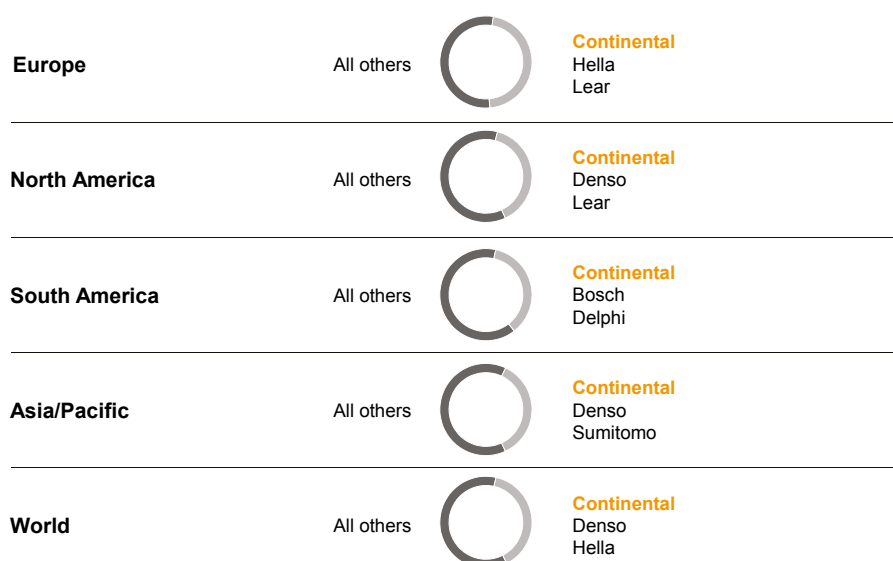 Europe
All others
Continental
Hella
Lear
North America
All others
Continental
Denso
Lear
South America
All others
Continental
Bosch
Delphi
Asia/Pacific
All others
Continental
Denso
Sumitomo
World
All others
Continental
Denso
Hella